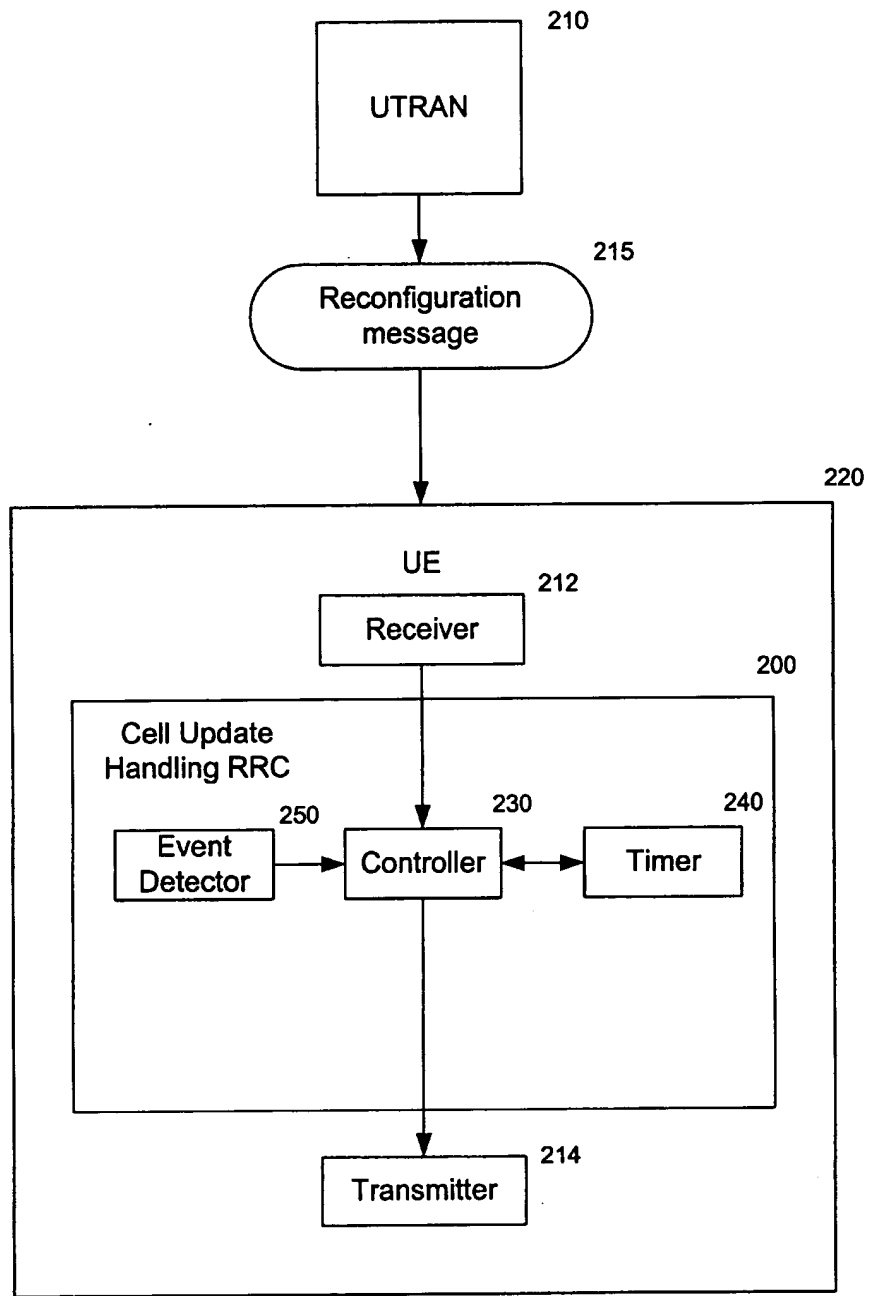 210
UTRAN
215
Reconfiguration
message
220
UE
212
Receiver
200
Cell Update
Handling RRC
250
230
240
Event
Detector
Controller
Timer
214
Transmitter